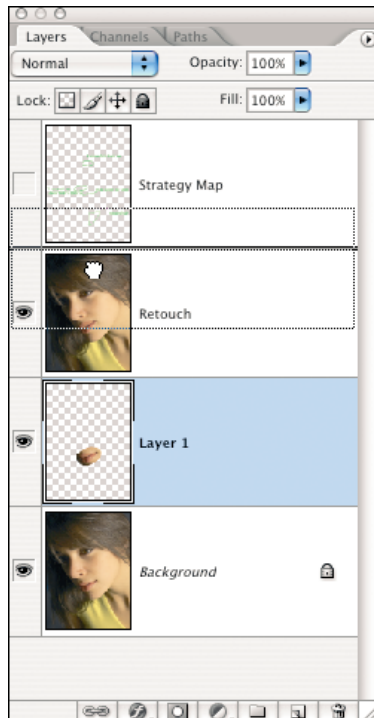 Layers Channels Paths
Normal Opacity: 100%
Lock: Fill: 100%
Strategy Map
Retouch
Layer 1
Background